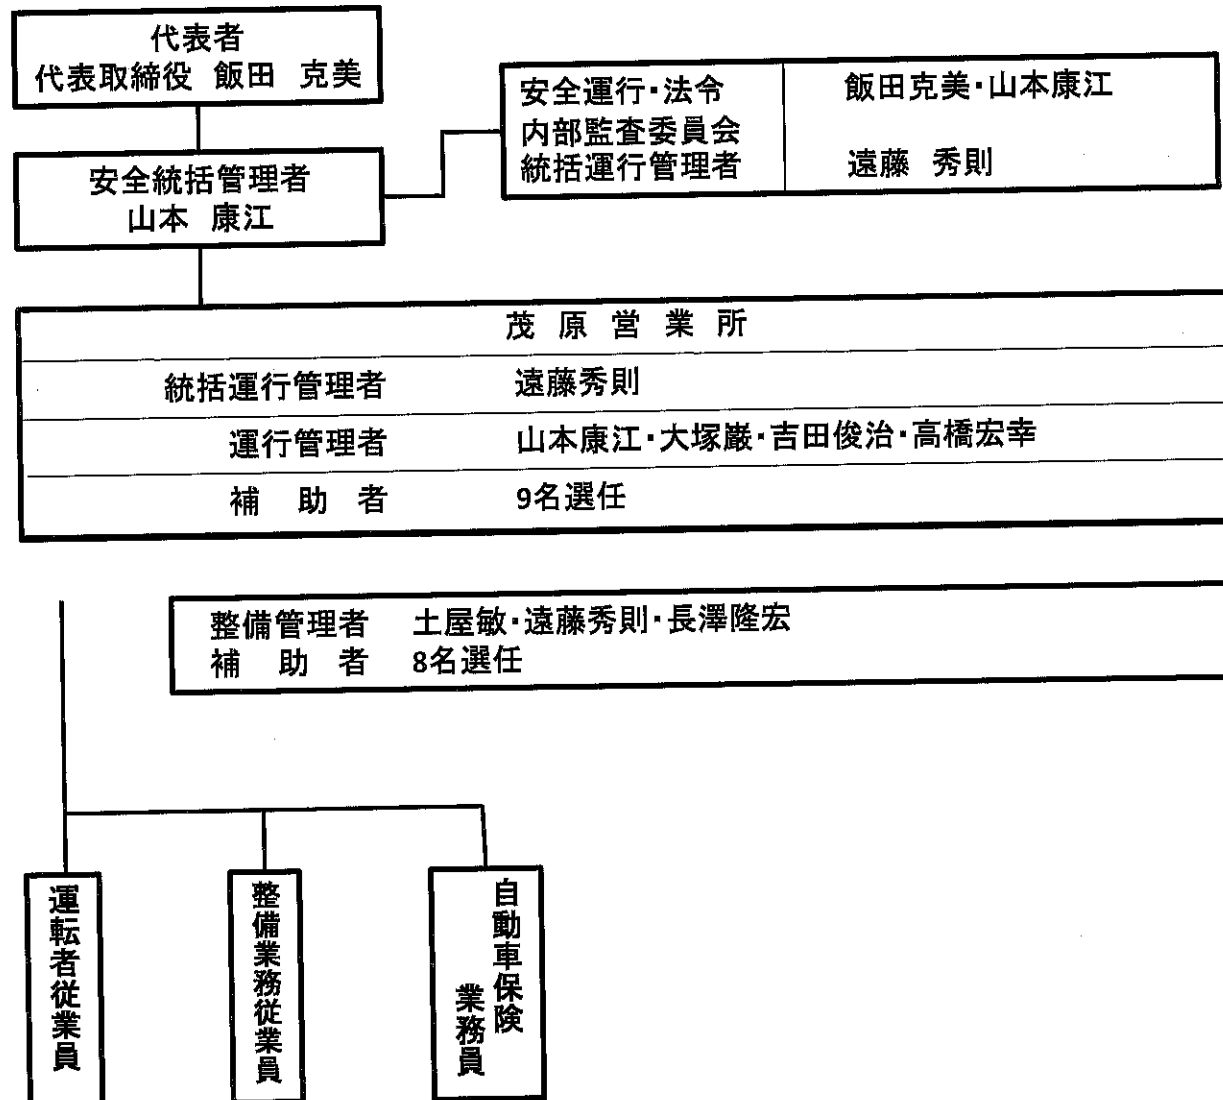 代表者
代表取締役 飯田 克美
安全統括管理者
山本 康江
安全運行・法令 飯田克美・山本康江
内部監査委員会
統括運行管理者 遠藤 秀則
茂原営業所
統括運行管理者 遠藤秀則
運行管理者 山本康江・大塚巌・吉田俊治・高橋宏幸
補助者 9名選任
整備管理者 土屋敏・遠藤秀則・長澤隆宏
補助者 8名選任
運転者従業員
整備業務従業員
自動車保険
業務員